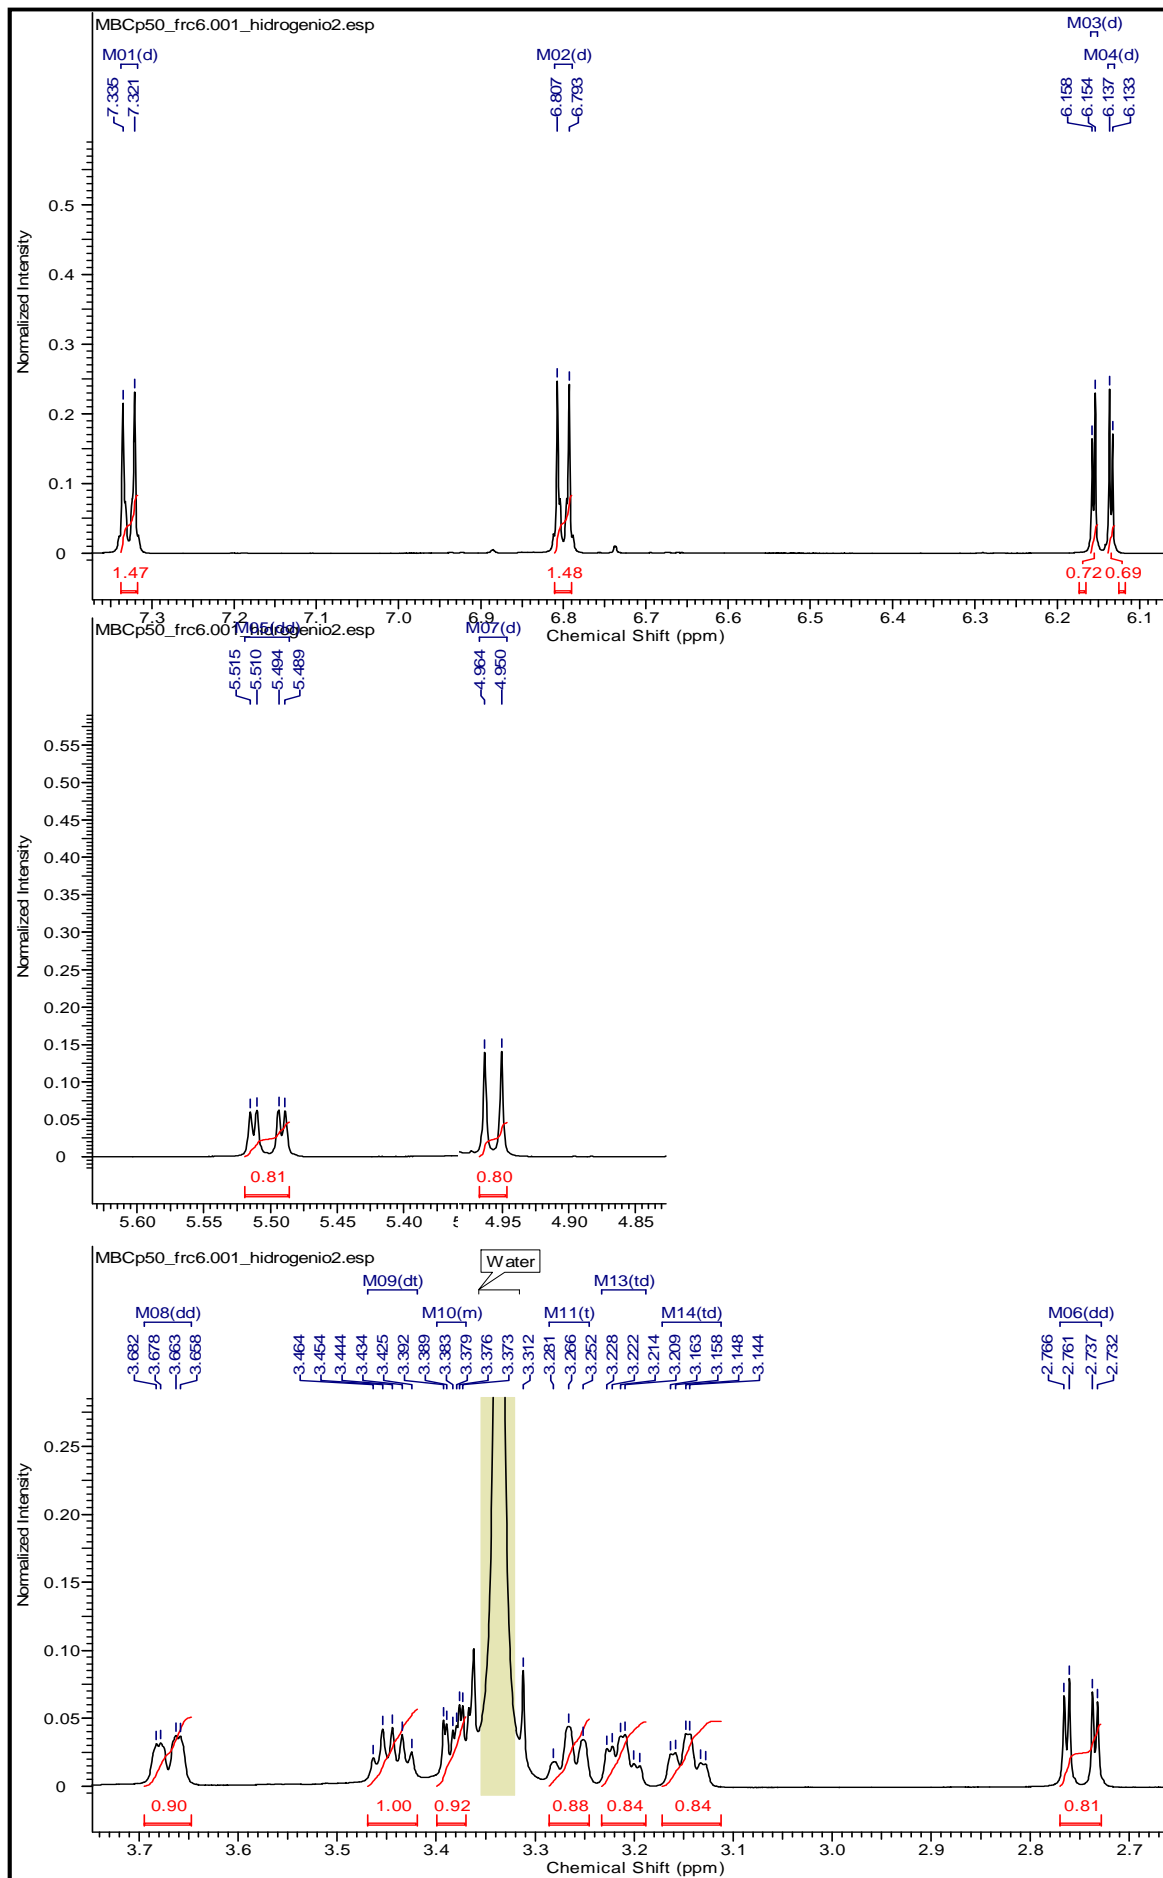 MBCp50_frc6.001_hidrogenio2.esp
M03(d)
M01(d) M02(d) M04(d)
7.335 7.321 6.807 6.793 6.158 6.154 6.137 6.133
Normalized Intensity
0.5
0.4
0.3
0.2
0.1
0
1.47 1.48 0.72 0.69
7.3 7.2 7.1 7.0 6.9 6.8 6.7 6.6 6.5 6.4 6.3 6.2 6.1
Chemical Shift (ppm)
MBCp50_frc6.001_hidrogenio2.esp
M05(dd) M07(d)
5.515 5.510 5.494 5.489 4.964 4.950
Normalized Intensity
0.55
0.50
0.45
0.40
0.35
0.30
0.25
0.20
0.15
0.10
0.05
0
0.81 0.80
5.60 5.55 5.50 5.45 5.40 4.95 4.90 4.85
MBCp50_frc6.001_hidrogenio2.esp
Water
M09(dt) M13(td)
M08(dd) M10(m) M11(t) M14(td) M06(dd)
3.682 3.678 3.663 3.658 3.464 3.454 3.444 3.434 3.425 3.392 3.389 3.383 3.379 3.376 3.373 3.312 3.281 3.266 3.252 3.228 3.222 3.214 3.209 3.163 3.158 3.148 3.144 2.766 2.761 2.737 2.732
Normalized Intensity
0.25
0.20
0.15
0.10
0.05
0
0.90 1.00 0.92 0.88 0.84 0.84 0.81
3.7 3.6 3.5 3.4 3.3 3.2 3.1 3.0 2.9 2.8 2.7
Chemical Shift (ppm)